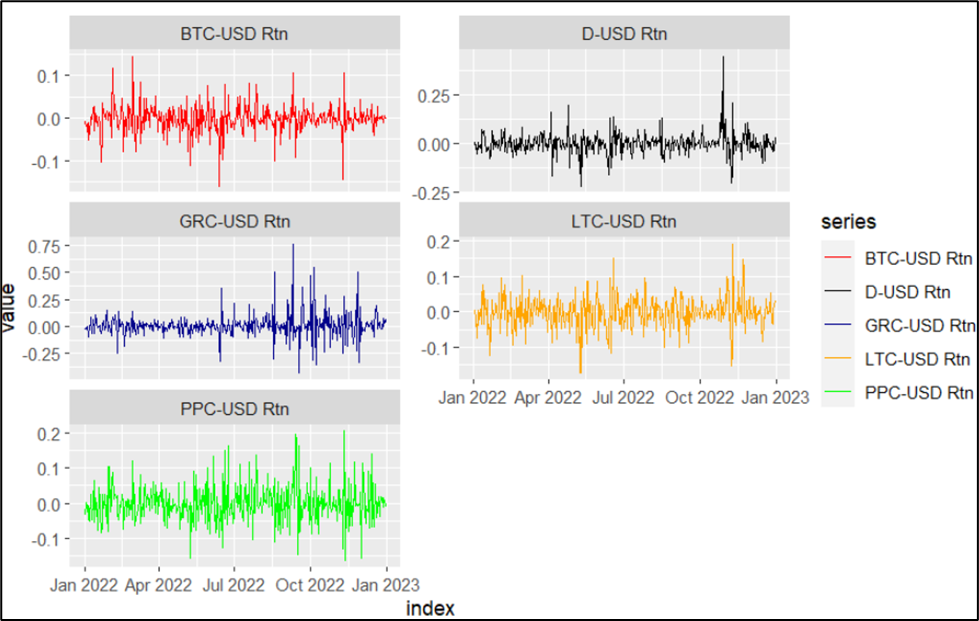 BTC-USD Rtn
D-USD Rtn
0.1
0.0
-0.1
0.25
0.00
-0.25
GRC-USD Rtn
LTC-USD Rtn
0.75
0.50
0.25
0.00
-0.25
0.2
0.1
0.0
-0.1
Jan 2022 Apr 2022 Jul 2022 Oct 2022 Jan 2023
PPC-USD Rtn
0.2
0.1
0.0
-0.1
Jan 2022 Apr 2022 Jul 2022 Oct 2022 Jan 2023
value
index
series
BTC-USD Rtn
D-USD Rtn
GRC-USD Rtn
LTC-USD Rtn
PPC-USD Rtn